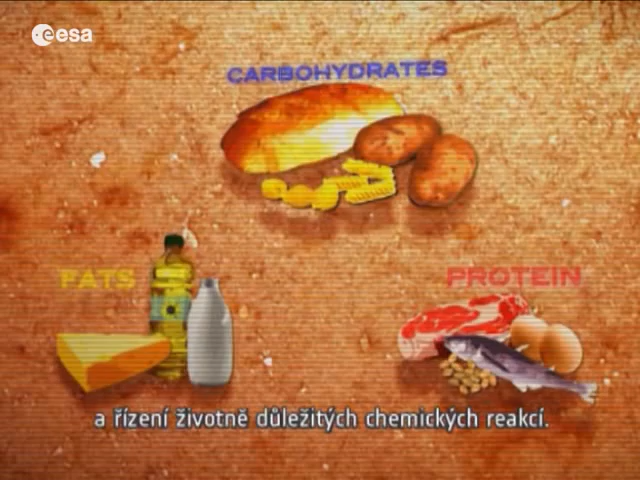 esa
CARBOHYDRATES
FATS
PROTEIN
a řízení životně důležitých chemických reakcí.